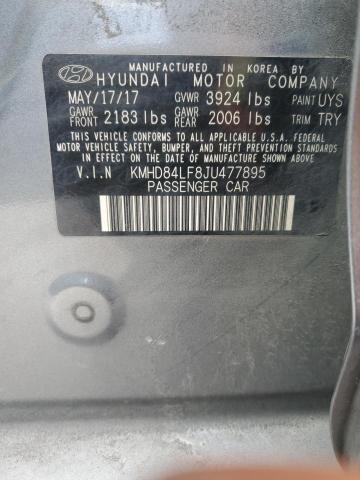 MANUFACTURED IN KOREA BY
HYUNDAI MOTOR COMPANY
MAY/17/17 GVWR 3924 lbs PAINT UYS
GAWR FRONT 2183 lbs GAWR REAR 2006 lbs TRIM TRY
THIS VEHICLE CONFORMS TO ALL APPLICABLE U.S.A. FEDERAL
MOTOR VEHICLE SAFETY, BUMPER, AND THEFT PREVENTION
STANDARDS IN EFFECT ON THE DATE OF MANUFACTURE SHOWN ABOVE.
V.I.N KMHD84LF8JU477895
PASSENGER CAR